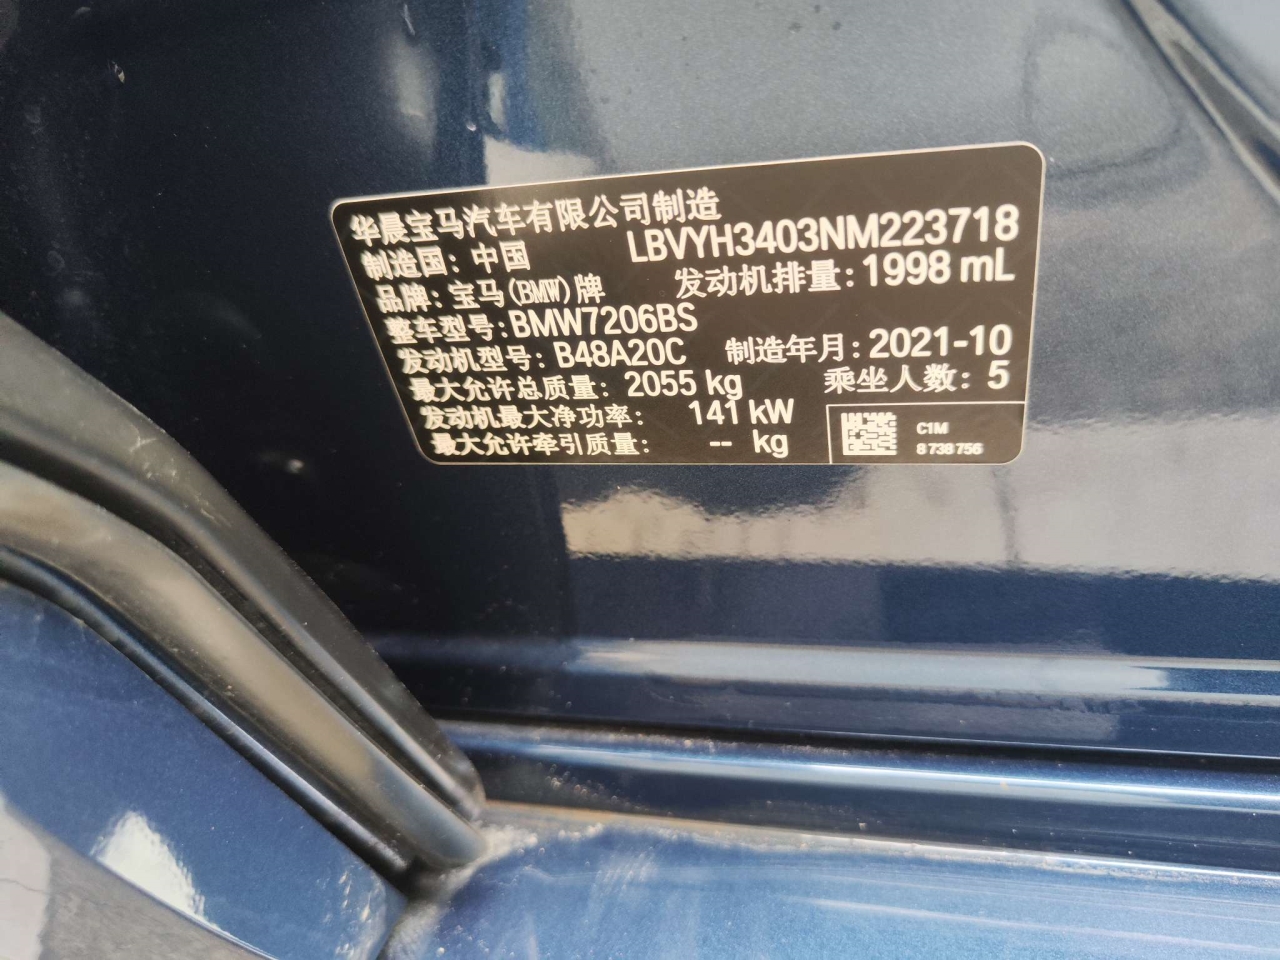 华晨宝马汽车有限公司制造
制造国：中国 LBVYH3403NM223718
品牌：宝马(BMW)牌 发动机排量：1998 mL
整车型号：BMW7206BS
发动机型号：B48A20C 制造年月：2021-10
最大允许总质量：2055 kg 乘坐人数：5
发动机最大净功率： 141 kW
最大允许牵引质量： -- kg
C1M
8 738 756